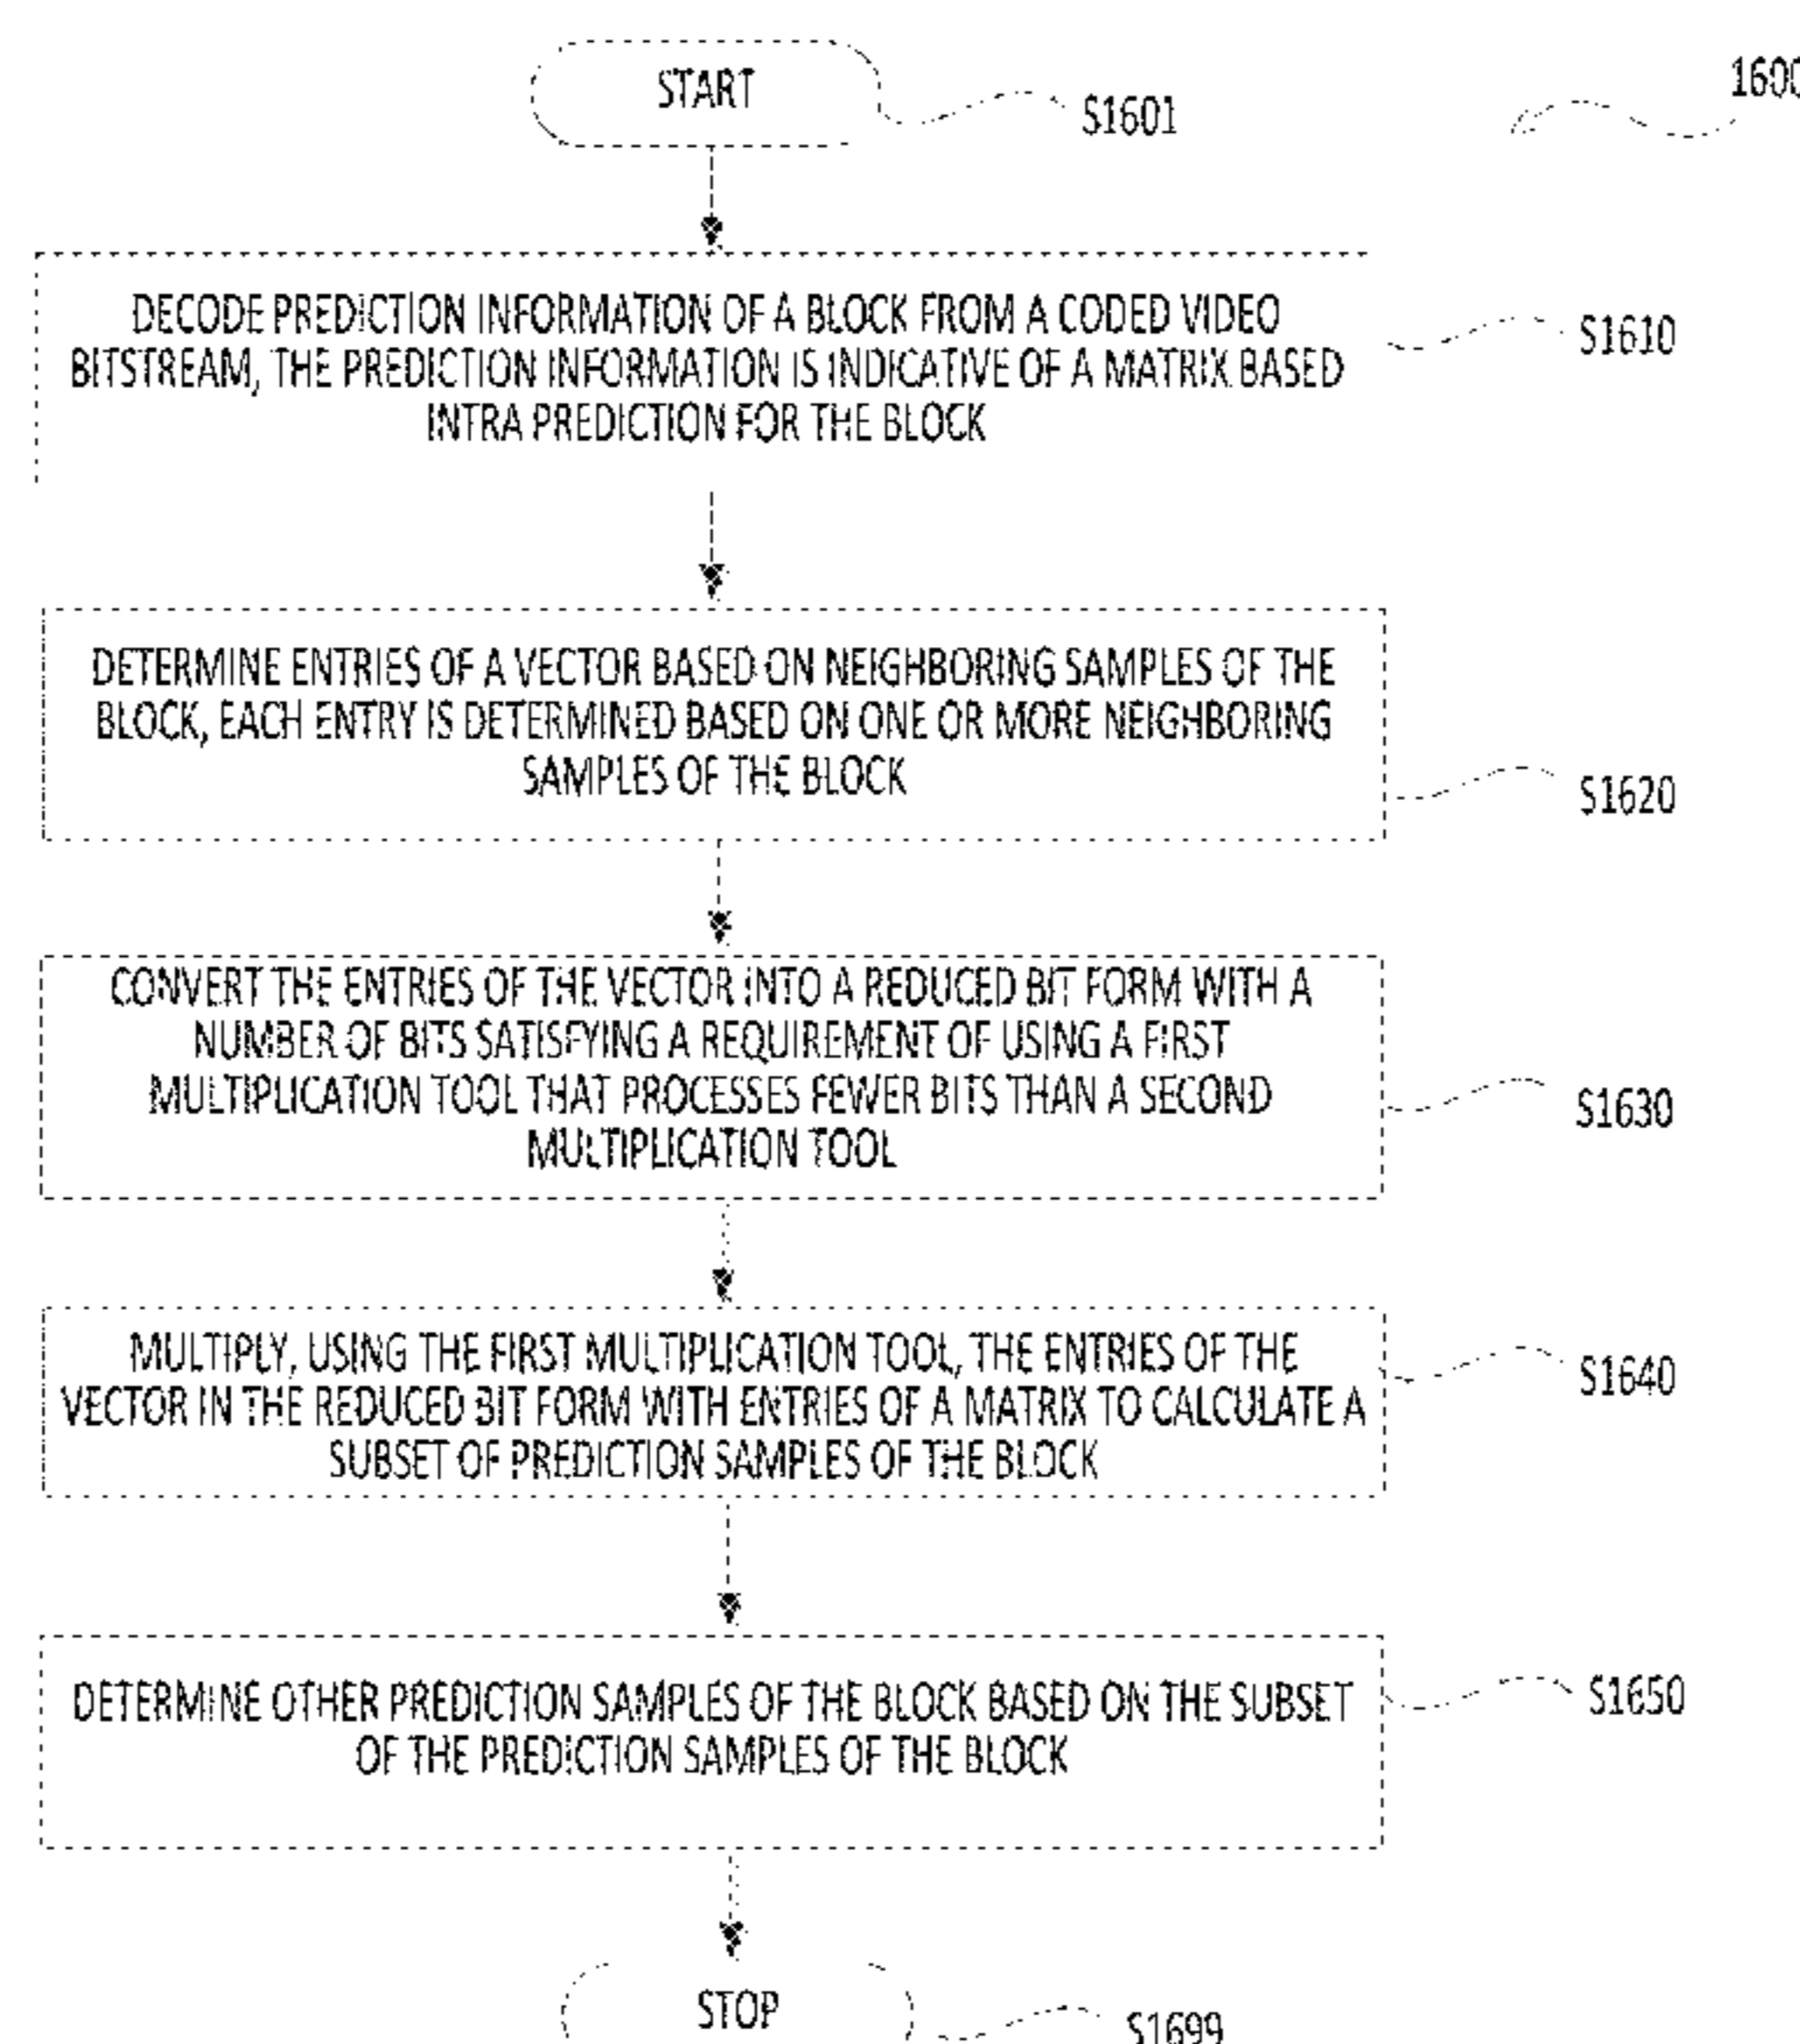 START
S1601
1600
DECODE PREDICTION INFORMATION OF A BLOCK FROM A CODED VIDEO
BITSTREAM, THE PREDICTION INFORMATION IS INDICATIVE OF A MATRIX BASED
INTRA PREDICTION FOR THE BLOCK
S1610
DETERMINE ENTRIES OF A VECTOR BASED ON NEIGHBORING SAMPLES OF THE
BLOCK, EACH ENTRY IS DETERMINED BASED ON ONE OR MORE NEIGHBORING
SAMPLES OF THE BLOCK
S1620
CONVERT THE ENTRIES OF THE VECTOR INTO A REDUCED BIT FORM WITH A
NUMBER OF BITS SATISFYING A REQUIREMENT OF USING A FIRST
MULTIPLICATION TOOL THAT PROCESSES FEWER BITS THAN A SECOND
MULTIPLICATION TOOL
S1630
MULTIPLY, USING THE FIRST MULTIPLICATION TOOL, THE ENTRIES OF THE
VECTOR IN THE REDUCED BIT FORM WITH ENTRIES OF A MATRIX TO CALCULATE A
SUBSET OF PREDICTION SAMPLES OF THE BLOCK
S1640
DETERMINE OTHER PREDICTION SAMPLES OF THE BLOCK BASED ON THE SUBSET
OF THE PREDICTION SAMPLES OF THE BLOCK
S1650
STOP
S1699